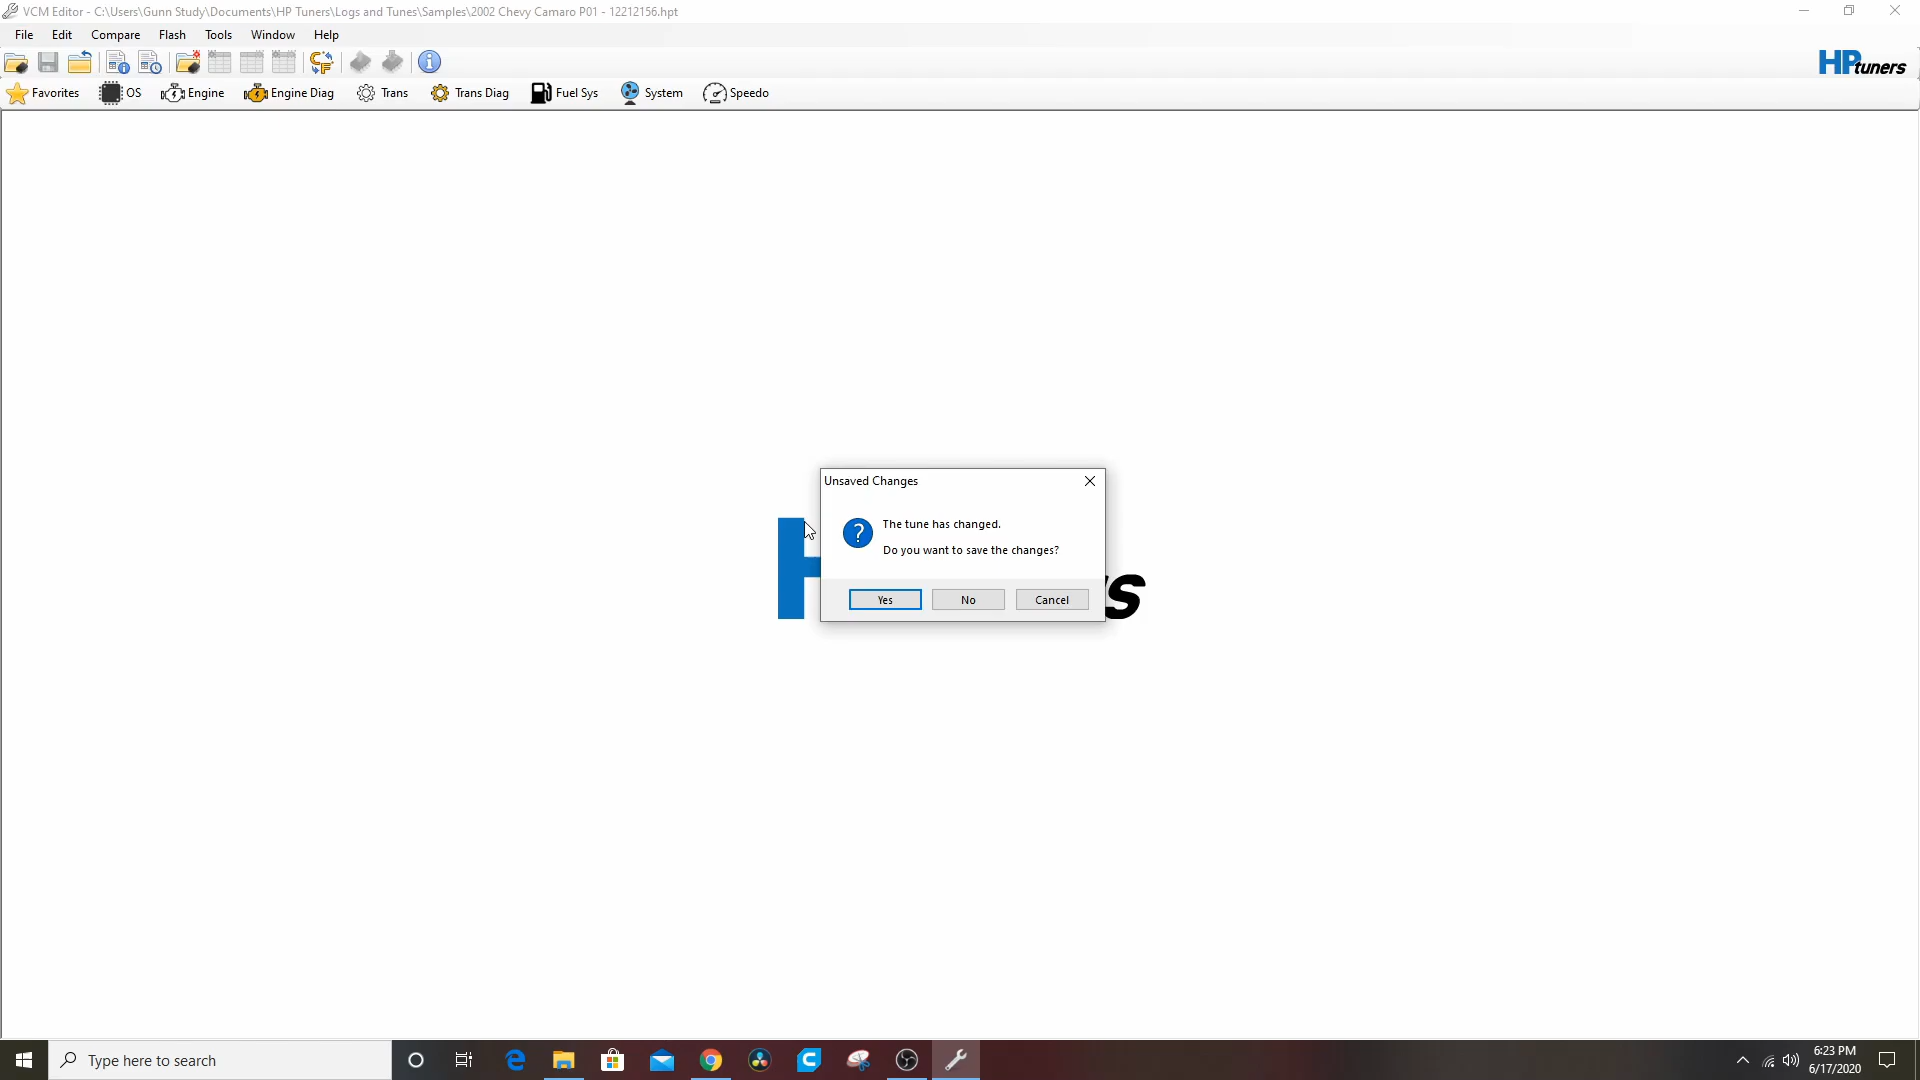 VCM Editor - C:\Users\Gunn Study\Documents\HP Tuners\Logs and Tunes\Samples\2002 Chevy Camaro P01 - 12212156.hpt
File Edit Compare Flash Tools Window Help
HPtuners
Favorites OS Engine Engine Diag Trans Trans Diag Fuel Sys System Speedo
Unsaved Changes
The tune has changed.
Do you want to save the changes?
Yes No Cancel
Type here to search
6:23 PM
6/17/2020